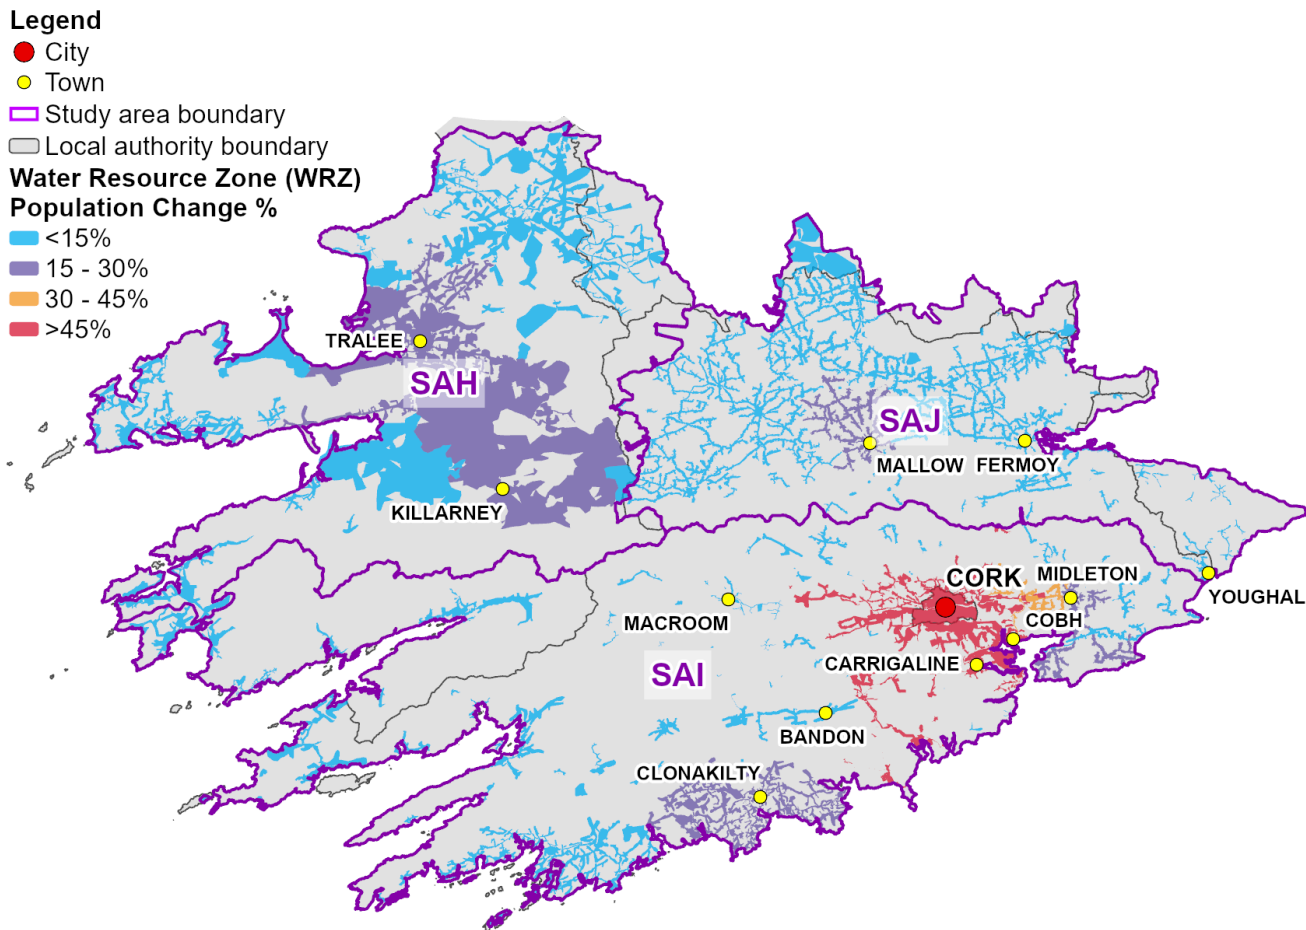 Legend
City
Town
Study area boundary
Local authority boundary
Water Resource Zone (WRZ)
Population Change %
<15%
15 - 30%
30 - 45%
>45%
TRALEE
SAH
SAJ
MALLOW
FERMOY
KILLARNEY
CORK
MIDLETON
YOUGHAL
MACROOM
COBH
CARRIGALINE
SAI
BANDON
CLONAKILTY